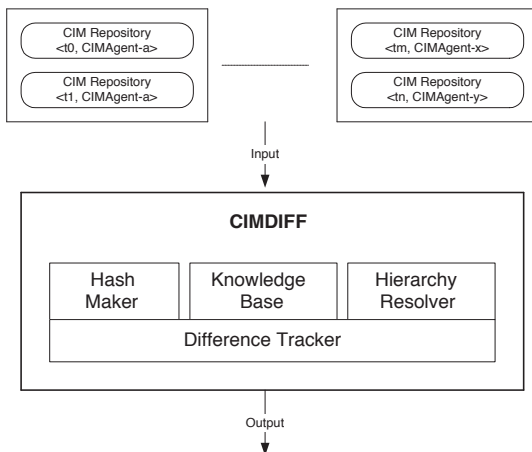 CIM Repository
<t0, CIMAgent-a>
CIM Repository
<t1, CIMAgent-a>
CIM Repository
<tm, CIMAgent-x>
CIM Repository
<tn, CIMAgent-y>
Input
CIMDIFF
Hash
Maker
Knowledge
Base
Hierarchy
Resolver
Difference Tracker
Output